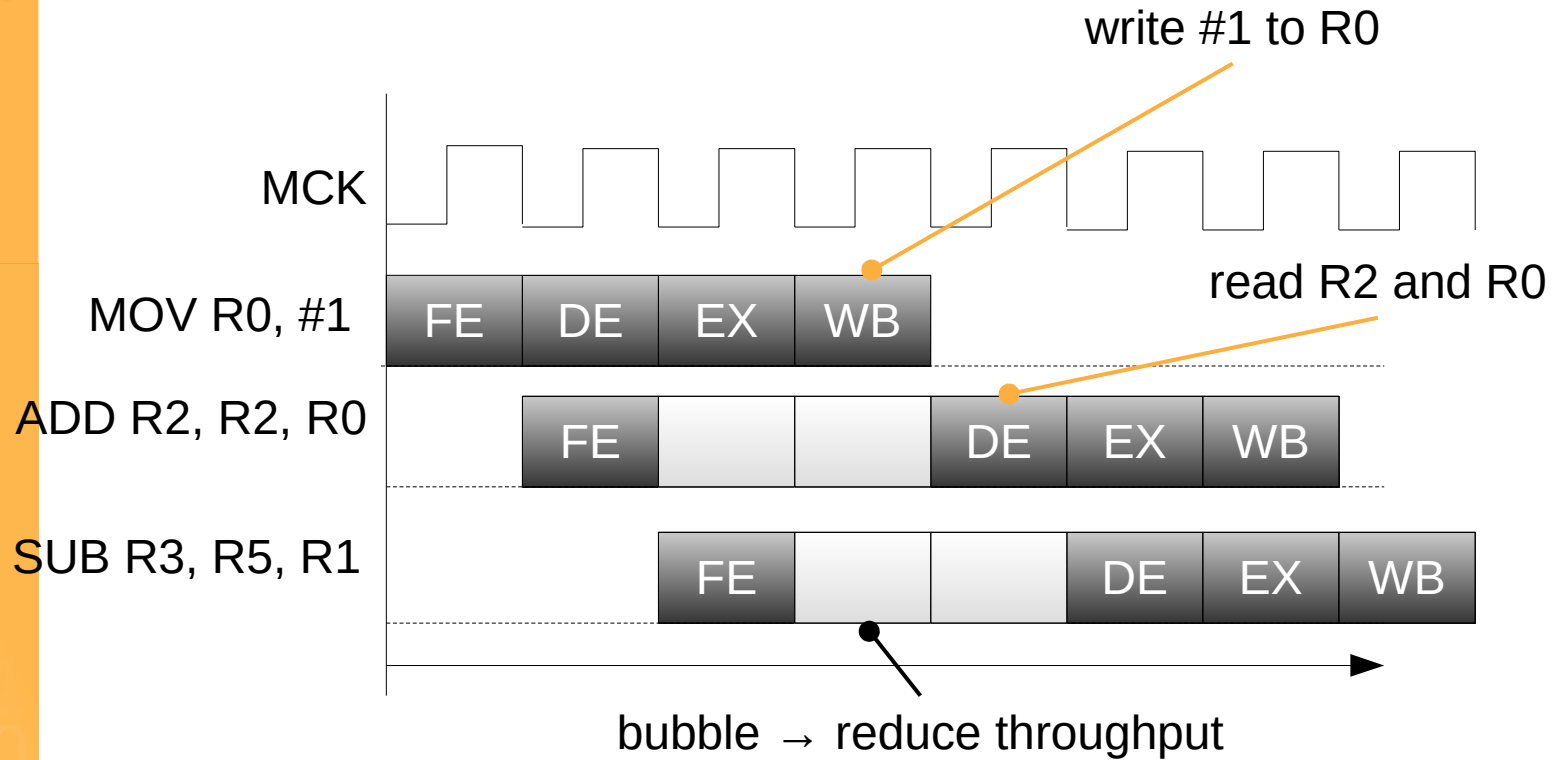 write #1 to R0
MCK
read R2 and R0
MOV R0, #1
FE DE EX WB
ADD R2, R2, R0
FE DE EX WB
SUB R3, R5, R1
FE DE EX WB
bubble → reduce throughput